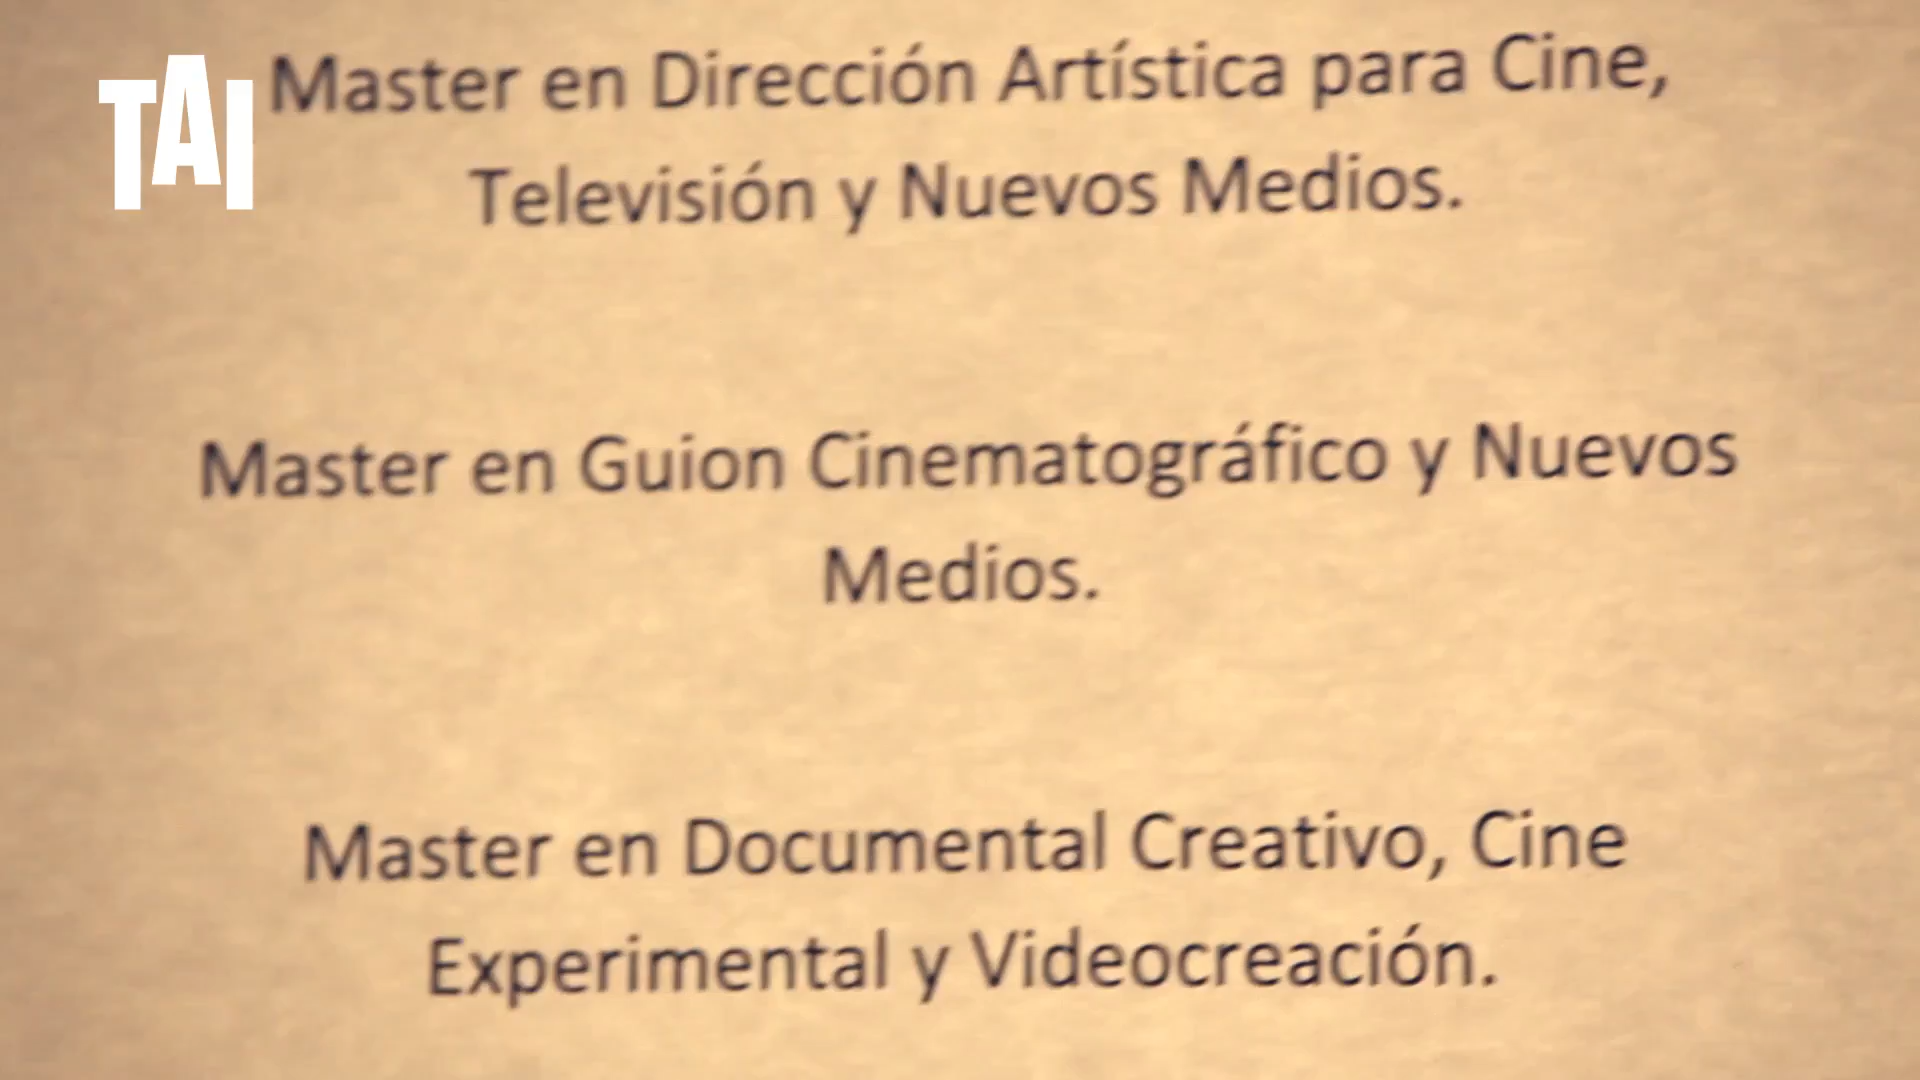 TAI
Master en Dirección Artística para Cine,
Televisión y Nuevos Medios.
Master en Guion Cinematográfico y Nuevos
Medios.
Master en Documental Creativo, Cine
Experimental y Videocreación.